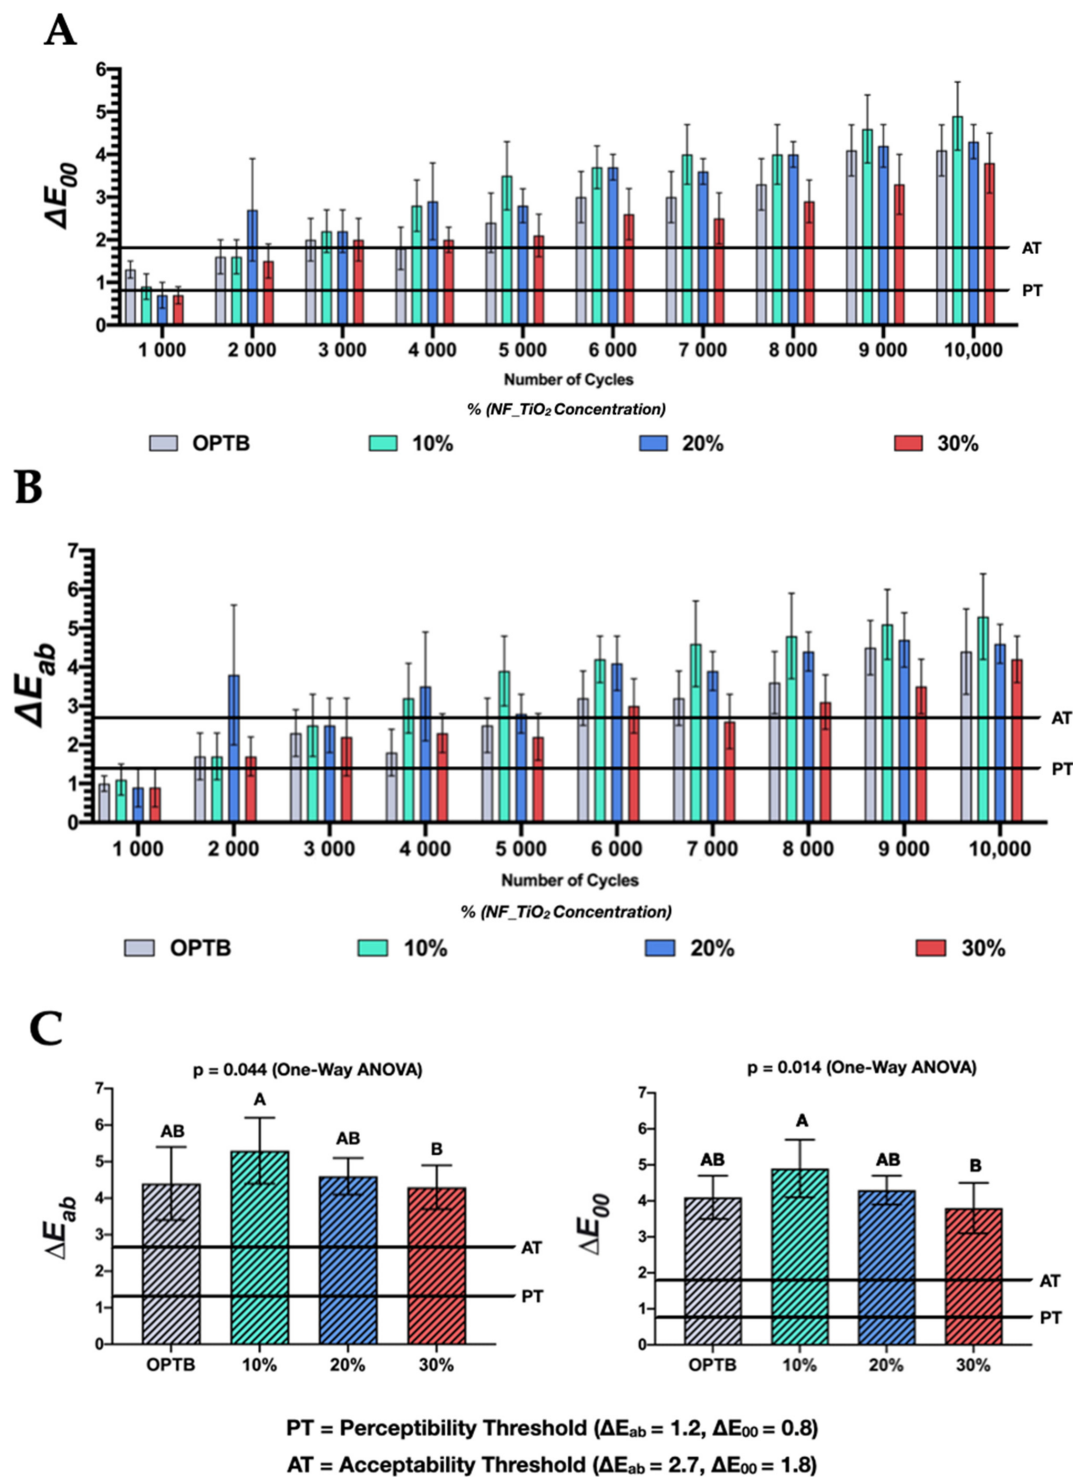 A
6
5
4
3
2
1
0
ΔE00
AT
PT
1 000 2 000 3 000 4 000 5 000 6 000 7 000 8 000 9 000 10,000
Number of Cycles
% (NF_TiO2 Concentration)
OPTB 10% 20% 30%
B
7
6
5
4
3
2
1
0
ΔEab
AT
PT
1 000 2 000 3 000 4 000 5 000 6 000 7 000 8 000 9 000 10,000
Number of Cycles
% (NF_TiO2 Concentration)
OPTB 10% 20% 30%
C
p = 0.044 (One-Way ANOVA)
7
6
5
4
3
2
1
0
ΔEab
AB A AB B
AT
PT
OPTB 10% 20% 30%
p = 0.014 (One-Way ANOVA)
7
6
5
4
3
2
1
0
ΔE00
AB A AB B
AT
PT
OPTB 10% 20% 30%
PT = Perceptibility Threshold (ΔEab = 1.2, ΔE00 = 0.8)
AT = Acceptability Threshold (ΔEab = 2.7, ΔE00 = 1.8)